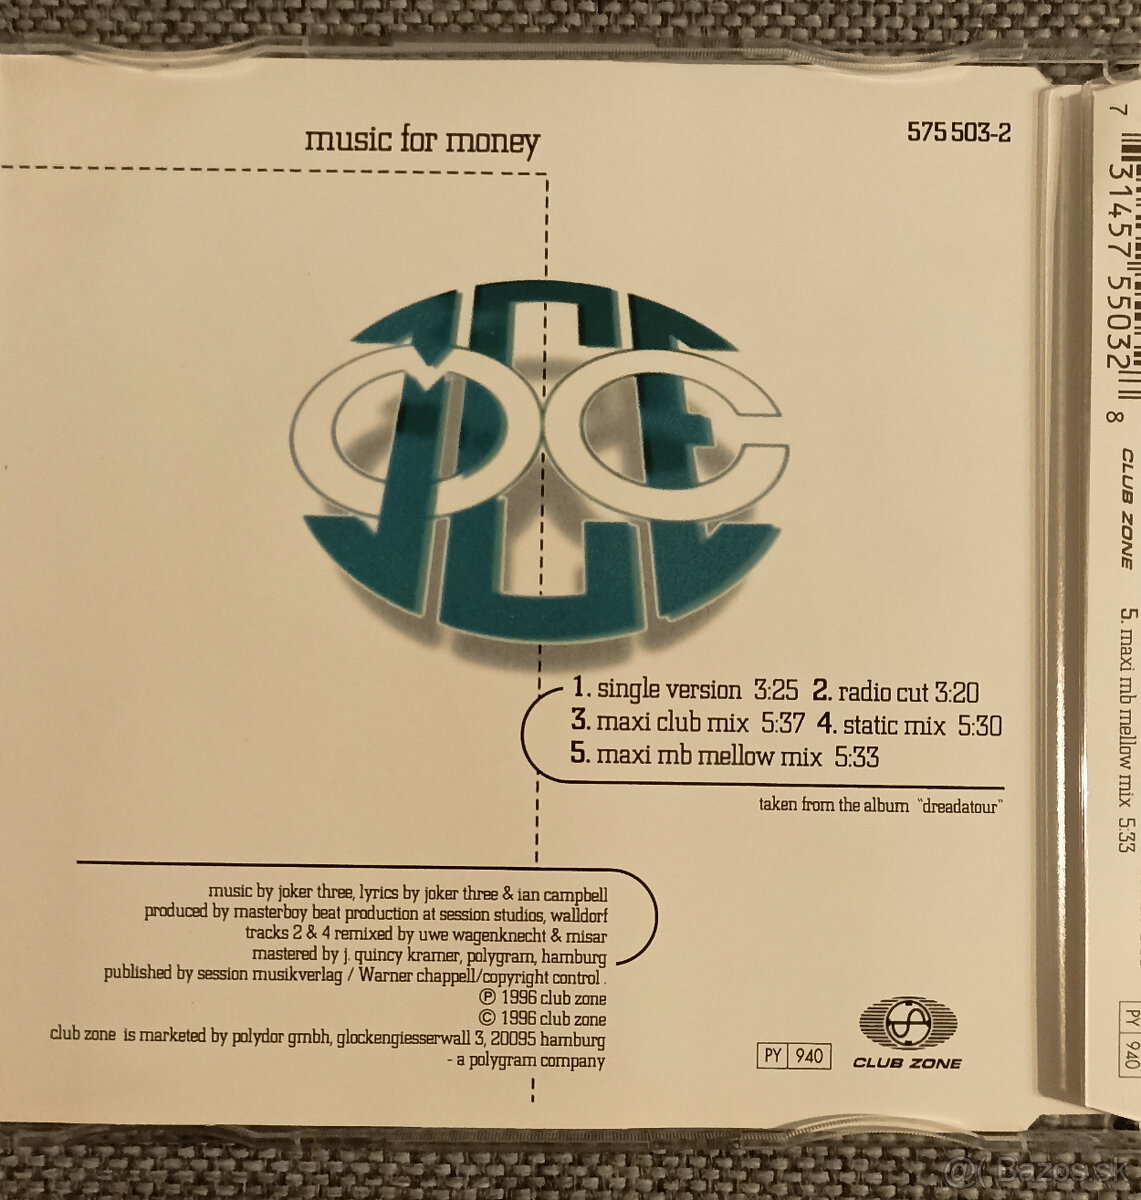 music for money
575 503-2
1. single version 3:25 2. radio cut 3:20
3. maxi club mix 5:37 4. static mix 5:30
5. maxi mb mellow mix 5:33
taken from the album "dreadatour"
music by joker three, lyrics by joker three & ian campbell
produced by masterboy beat production at session studios, walldorf
tracks 2 & 4 remixed by uwe wagenknecht & misar
mastered by j. quincy kramer, polygram, hamburg
published by session musikverlag / Warner chappell/copyright control .
℗ 1996 club zone
© 1996 club zone
club zone is marketed by polydor gmbh, glockengiesserwall 3, 20095 hamburg
- a polygram company
PY 940
CLUB ZONE
7 31457 55032 8
CLUB ZONE
5. maxi mb mellow mix 5:33
PY 940
Bazos.sk